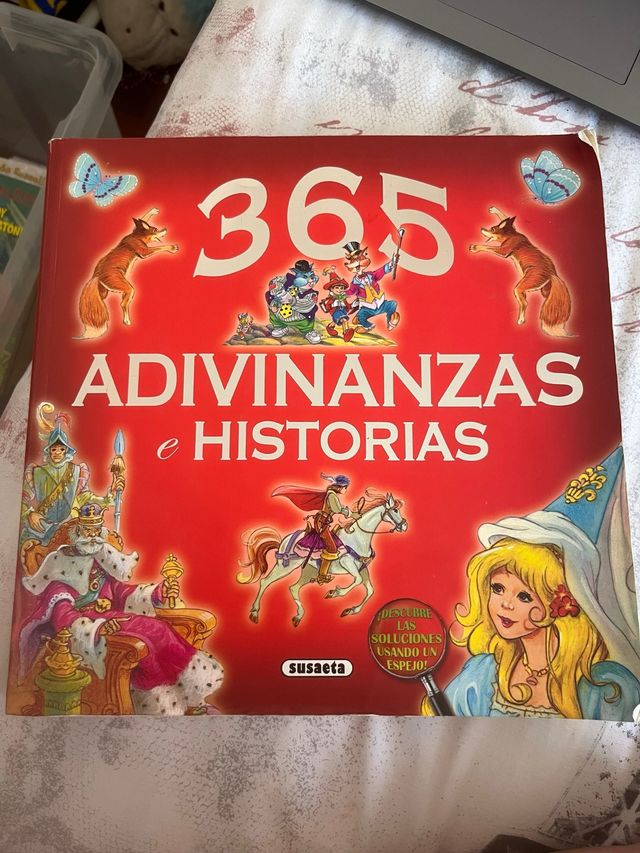 365
ADIVINANZAS
e HISTORIAS
¡DESCUBRE
LAS
SOLUCIONES
USANDO UN
ESPEJO!
susaeta